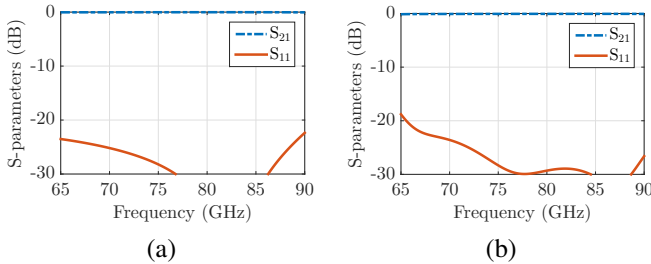 0
-10
-20
-30
S-parameters (dB)
65 70 75 80 85 90
Frequency (GHz)
S21
S11
(a)
0
-10
-20
-30
S-parameters (dB)
65 70 75 80 85 90
Frequency (GHz)
S21
S11
(b)